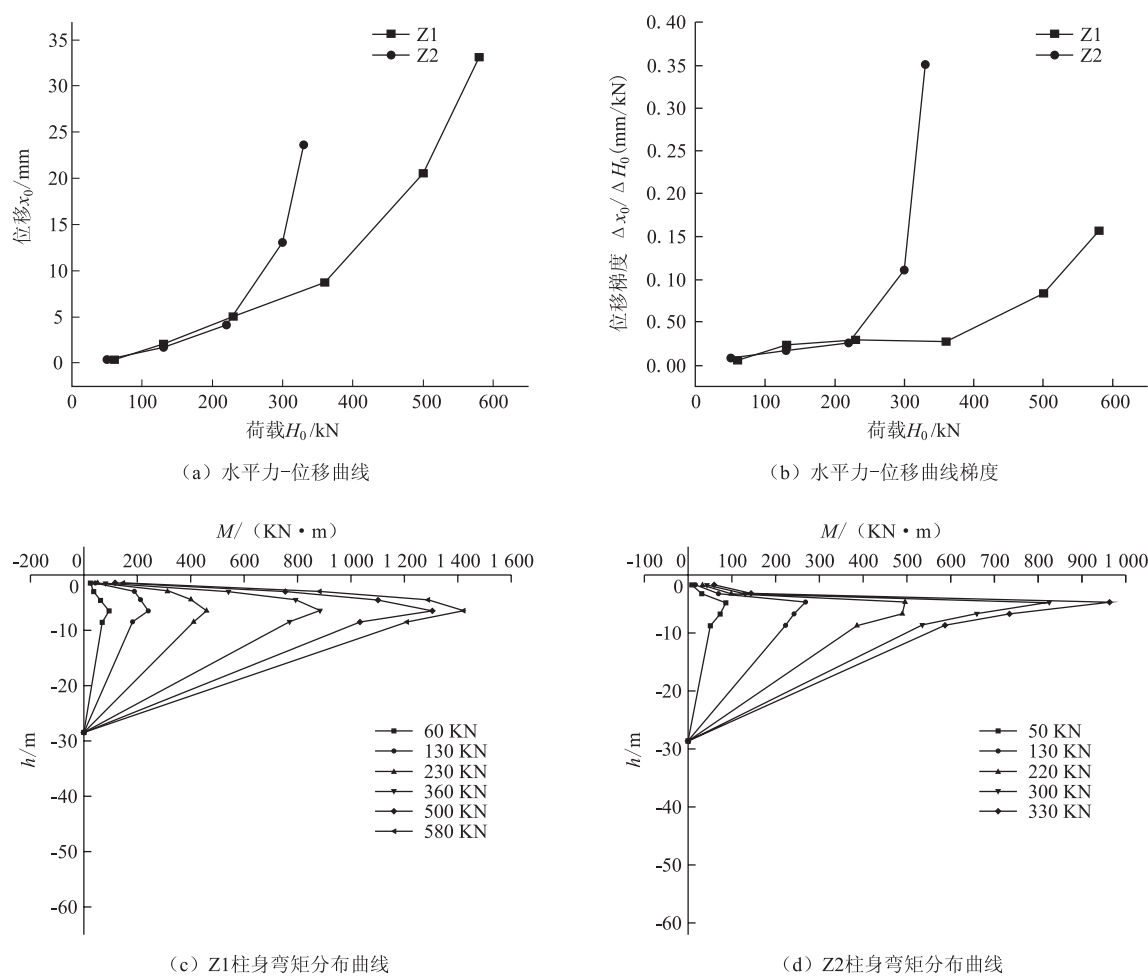 35
30
25
20
15
10
5
0
0 100 200 300 400 500 600
位移x₀/mm
荷载H₀/kN
Z1
Z2
(a)水平力-位移曲线
0. 40
0. 35
0. 30
0. 25
0. 20
0. 15
0. 10
0. 50
0. 00
0 100 200 300 400 500 600
位移梯度 Δx₀/ΔH₀(mm/kN)
荷载H₀/kN
Z1
Z2
(b)水平力-位移曲线梯度
M/(KN·m)
-200 0 200 400 600 800 1000 1200 1400 1 600
0
-10
-20
-30
-40
-50
-60
h/m
60 KN
130 KN
230 KN
360 KN
500 KN
580 KN
(c)Z1柱身弯矩分布曲线
M/(KN·m)
-100 0 100 200 300 400 500 600 700 800 900 1 000
0
-10
-20
-30
-40
-50
-60
h/m
50 KN
130 KN
220 KN
300 KN
330 KN
(d)Z2柱身弯矩分布曲线